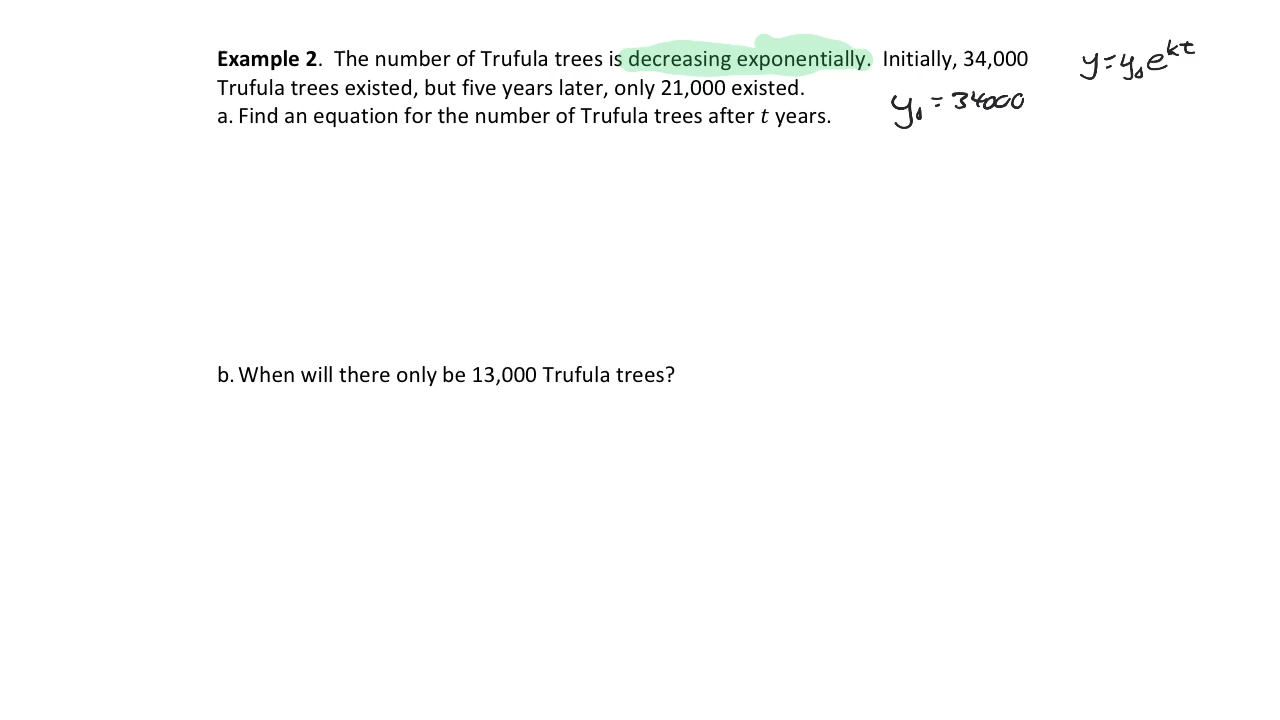 Example 2. The number of Trufula trees is decreasing exponentially. Initially, 34,000
Trufula trees existed, but five years later, only 21,000 existed.
a. Find an equation for the number of Trufula trees after t years.
y=y₀e^kt
y₀ = 34000
b. When will there only be 13,000 Trufula trees?